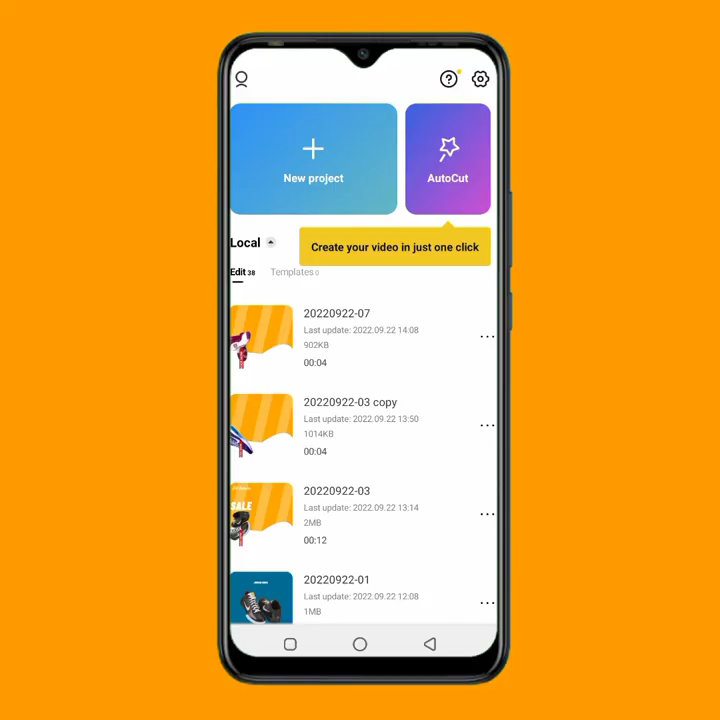 New project
AutoCut
Local
Create your video in just one click
Edit 38
Templates 0
20220922-07
Last update: 2022.09.22 14:08
902KB
00:04
20220922-03 copy
Last update: 2022.09.22 13:50
1014KB
00:04
SALE
20220922-03
Last update: 2022.09.22 13:14
2MB
00:12
20220922-01
Last update: 2022.09.22 12:08
1MB